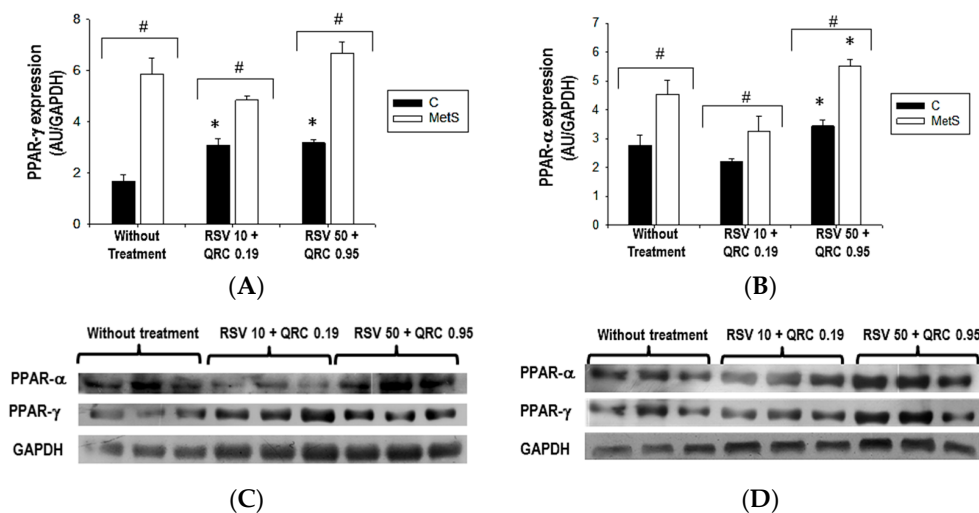 #
#
#
*
*
PPAR-γ expression
(AU/GAPDH)
8
6
4
2
0
C
MetS
Without
Treatment
RSV 10 +
QRC 0.19
RSV 50 +
QRC 0.95
(A)
#
#
#
*
*
PPAR-α expression
(AU/GAPDH)
7
6
5
4
3
2
1
0
C
MetS
Without
Treatment
RSV 10 +
QRC 0.19
RSV 50 +
QRC 0.95
(B)
Without treatment RSV 10 + QRC 0.19 RSV 50 + QRC 0.95
PPAR-α
PPAR-γ
GAPDH
(C)
Without treatment RSV 10 + QRC 0.19 RSV 50 + QRC 0.95
PPAR-α
PPAR-γ
GAPDH
(D)